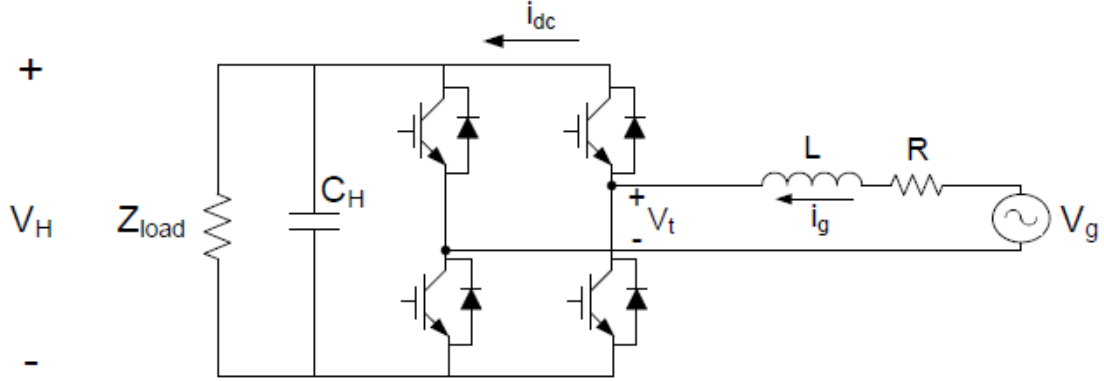 i_dc
+
L
R
Z_load
C_H
V_H
+
V_t
-
i_g
V_g
-